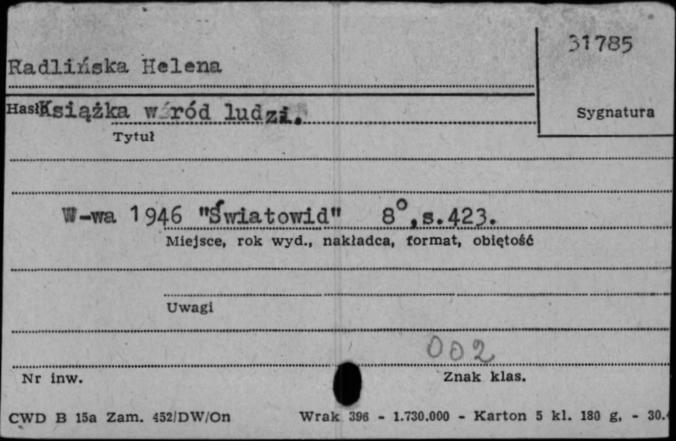 31785
Radlińska Helena
Hasł Książka wśród ludzi.
Sygnatura
Tytuł
W-wa 1946 "Światowid" 8°,s.423.
Miejsce, rok wyd., nakładca, format, objętość
Uwagi
002
Nr inw.
Znak klas.
CWD B 15a Zam. 452/DW/On Wrak 396 - 1.730.000 - Karton 5 kl. 180 g, - 30.